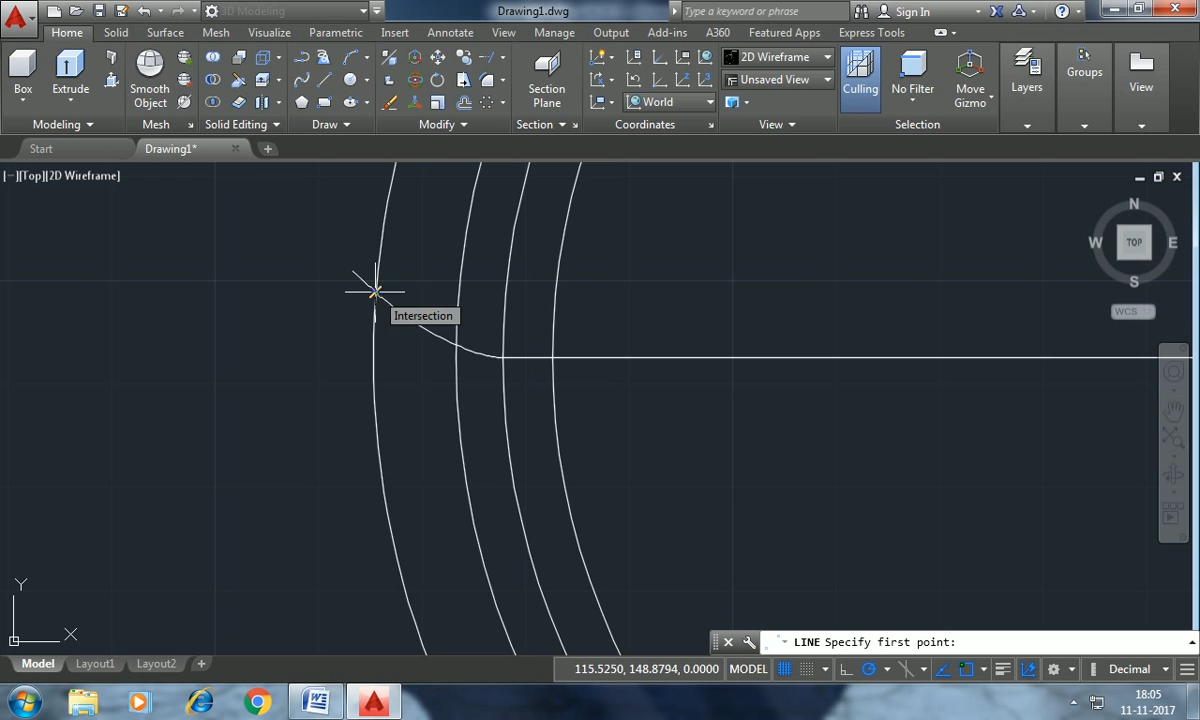 3D Modeling
Drawing1.dwg
Type a keyword or phrase
Sign In
Home Solid Surface Mesh Visualize Parametric Insert Annotate View Manage Output Add-ins A360 Featured Apps Express Tools
Box
Extrude
Smooth
Object
Section
Plane
World
2D Wireframe
Unsaved View
Culling
No Filter
Move
Gizmo
Layers
Groups
View
Modeling
Mesh
Solid Editing
Draw
Modify
Section
Coordinates
View
Selection
Start
Drawing1*
[−][Top][2D Wireframe]
N
W
TOP
E
S
WCS
Intersection
Y
X
LINE Specify first point:
Model
Layout1
Layout2
115.5250, 148.8794, 0.0000
MODEL
Decimal
18:05
11-11-2017